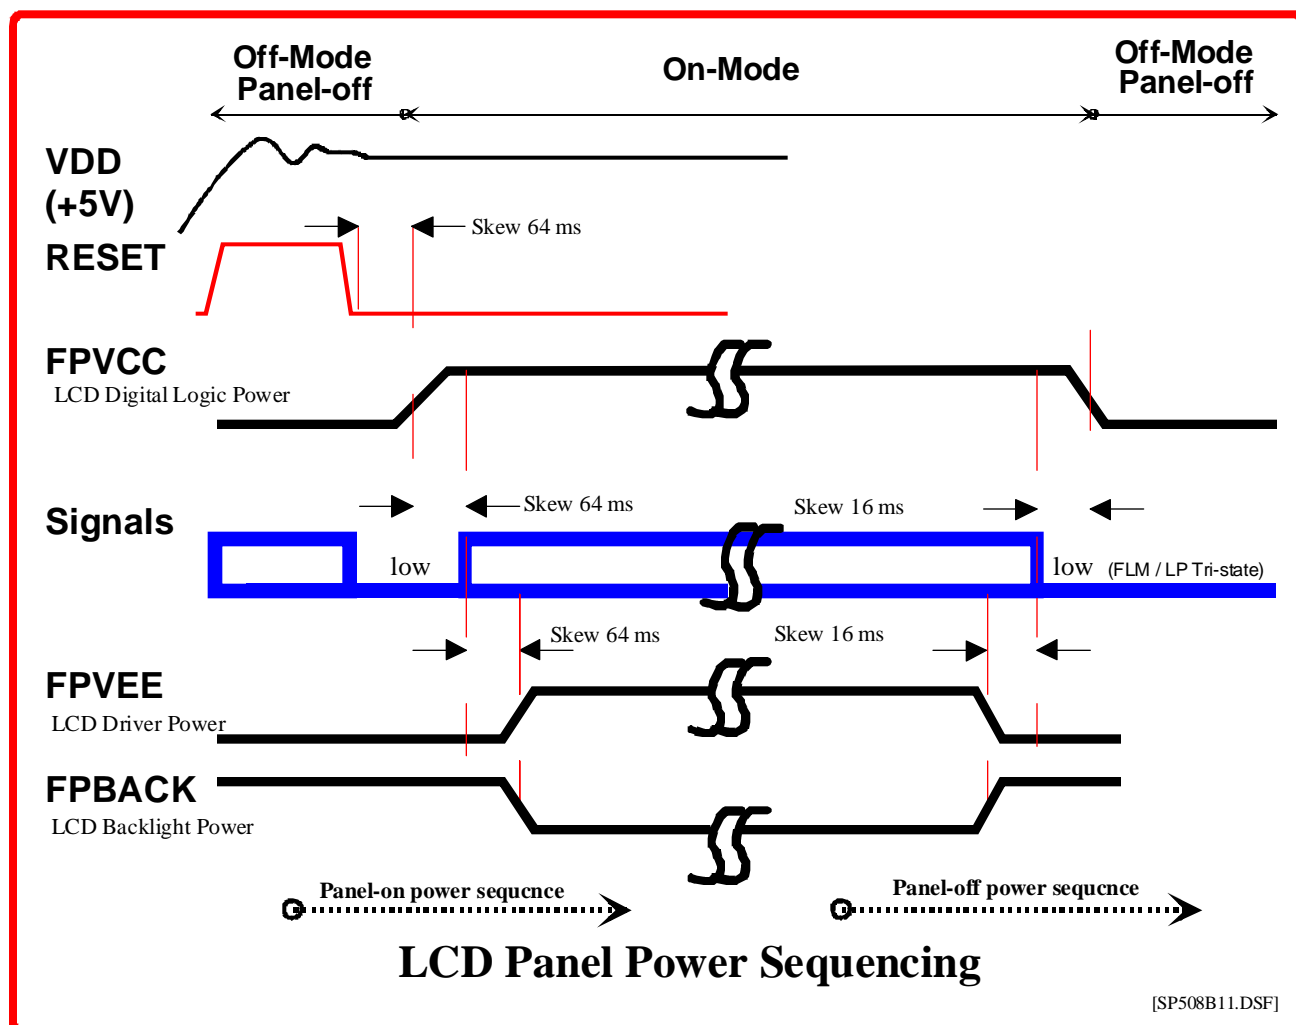 Off-Mode
Panel-off
On-Mode
Off-Mode
Panel-off
VDD
(+5V)
Skew 64 ms
RESET
FPVCC
LCD Digital Logic Power
Skew 64 ms
Skew 16 ms
Signals
low
low (FLM / LP Tri-state)
Skew 64 ms
Skew 16 ms
FPVEE
LCD Driver Power
FPBACK
LCD Backlight Power
Panel-on power sequcnce
Panel-off power sequcnce
LCD Panel Power Sequencing
[SP508B11.DSF]